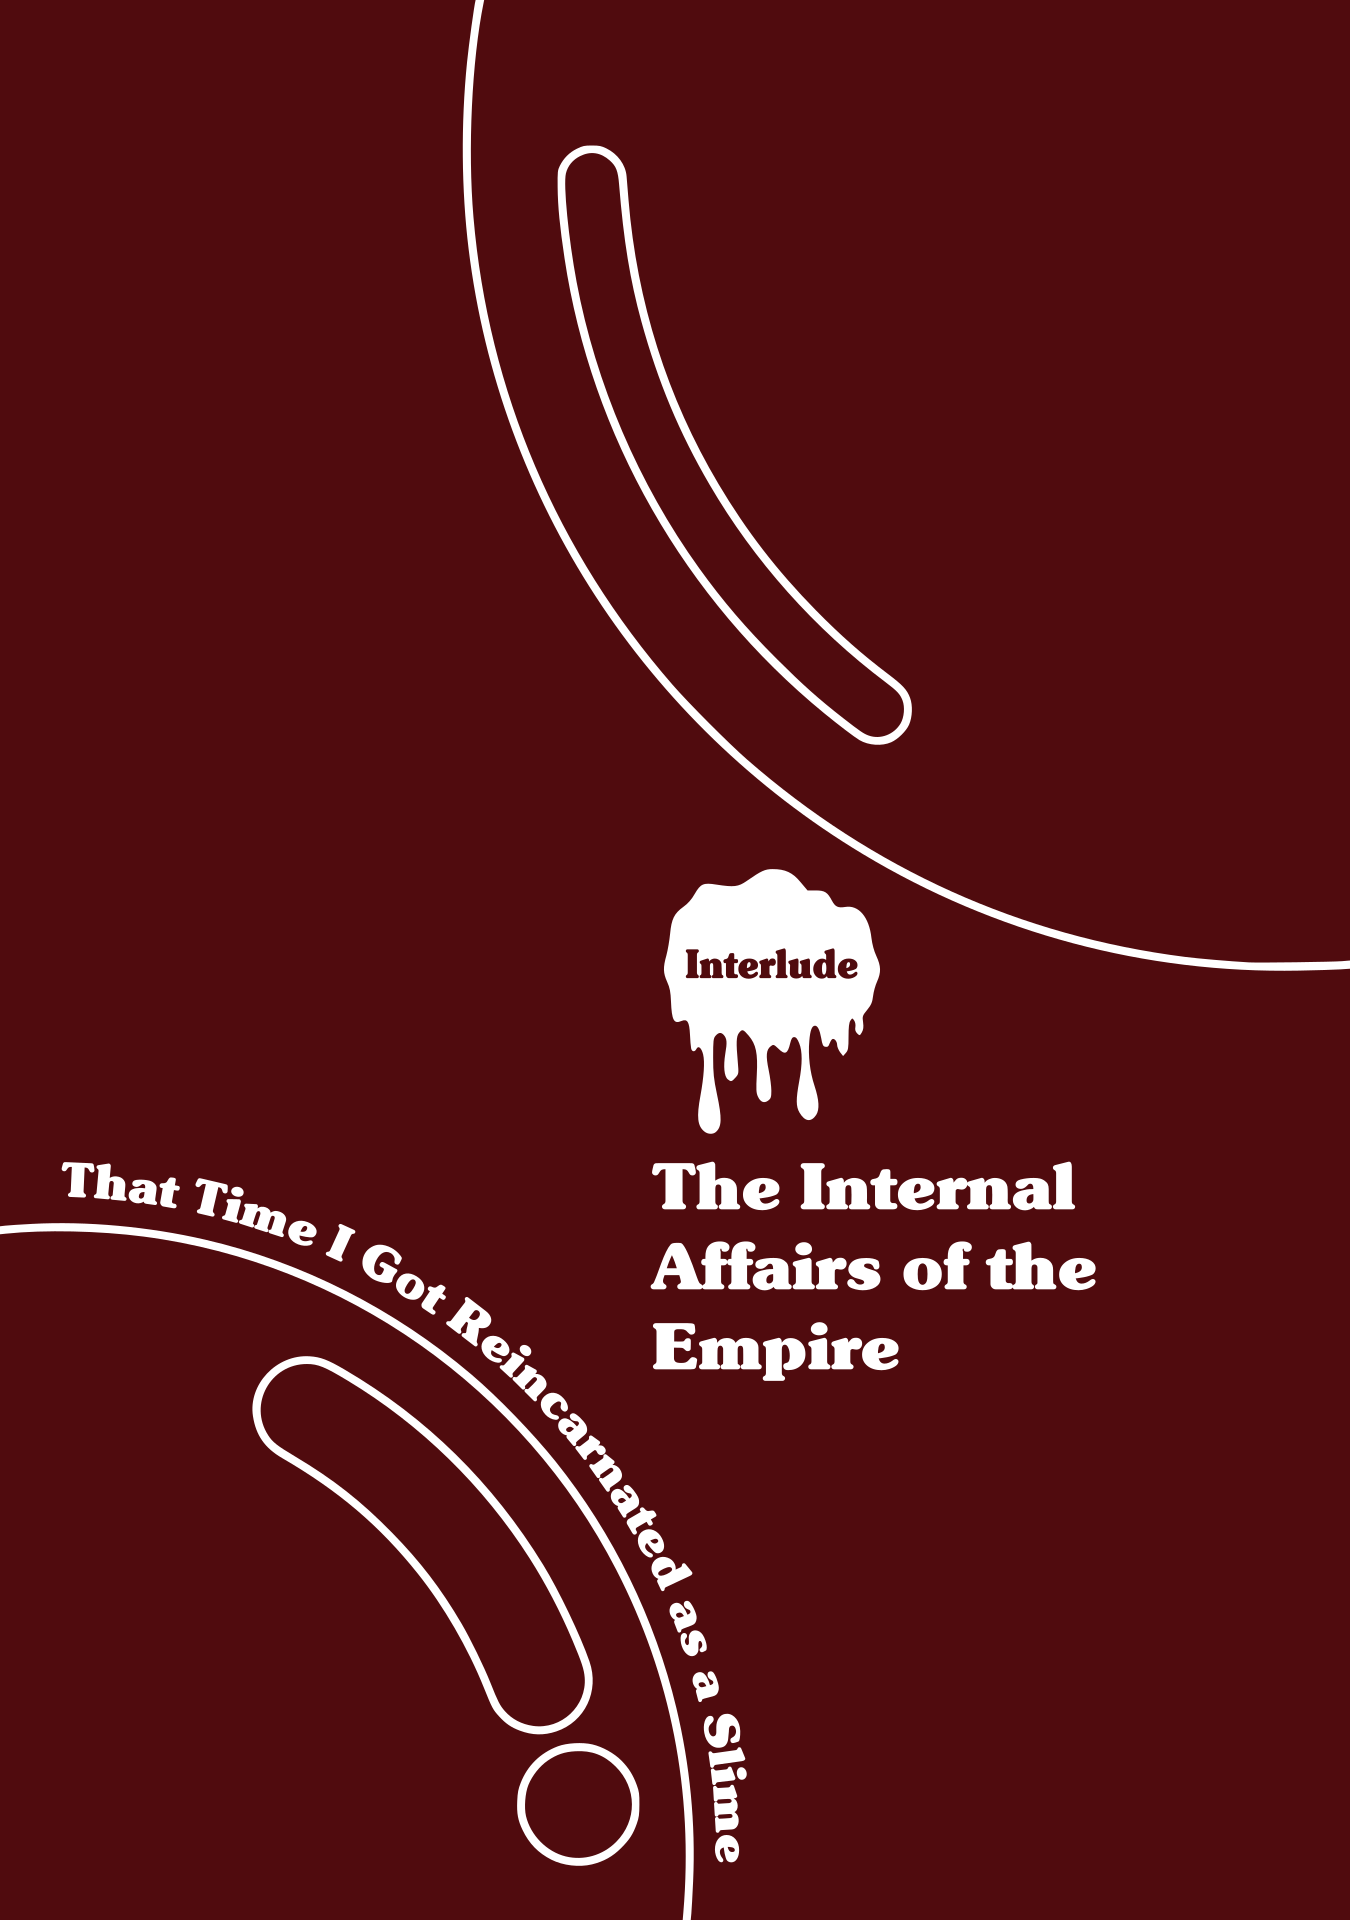 Interlude
The Internal
Affairs of the
Empire
That Time I Got Reincarnated as a Slime